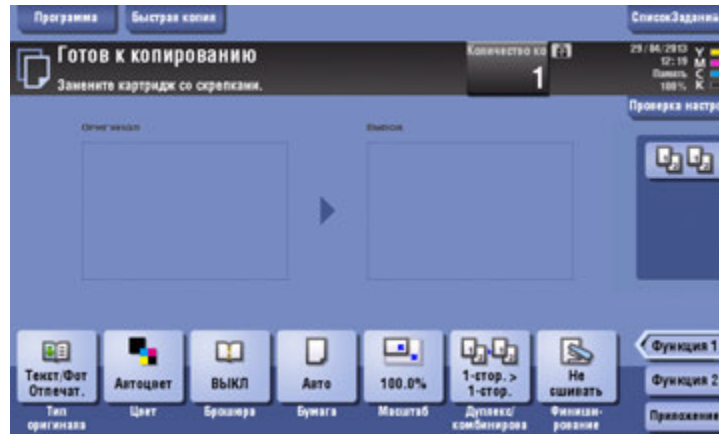 Программа
Быстрая копия
СписокЗаданий
Готов к копированию
Замените картридж со скрепками.
Количество ко
1
29/04/2013
12:19
Память
100%
Y
M
C
K
Проверка настро
Оригинал
Вывод
Текст/Фот
Отпечат.
Тип
оригинала
Автоцвет
Цвет
ВЫКЛ
Брошюра
Авто
Бумага
100.0%
Масштаб
1-стор. >
1-стор.
Дуплекс/
комбинирова
Не
сшивать
Финиши-
рование
Функция 1
Функция 2
Приложение